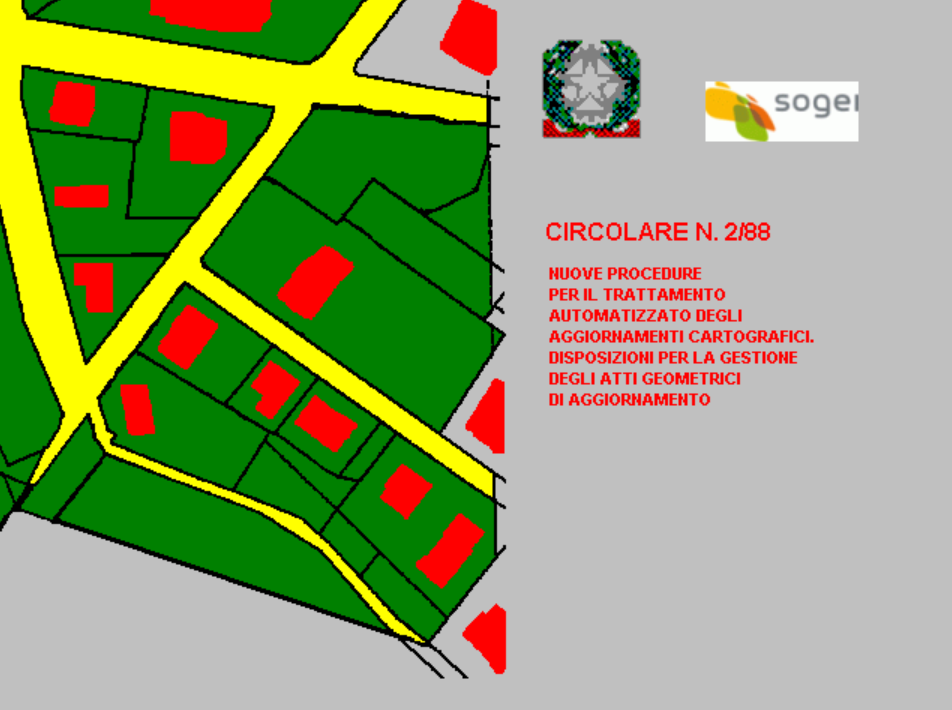 soger
CIRCOLARE N. 2/88
NUOVE PROCEDURE
PER IL TRATTAMENTO
AUTOMATIZZATO DEGLI
AGGIORNAMENTI CARTOGRAFICI.
DISPOSIZIONI PER LA GESTIONE
DEGLI ATTI GEOMETRICI
DI AGGIORNAMENTO